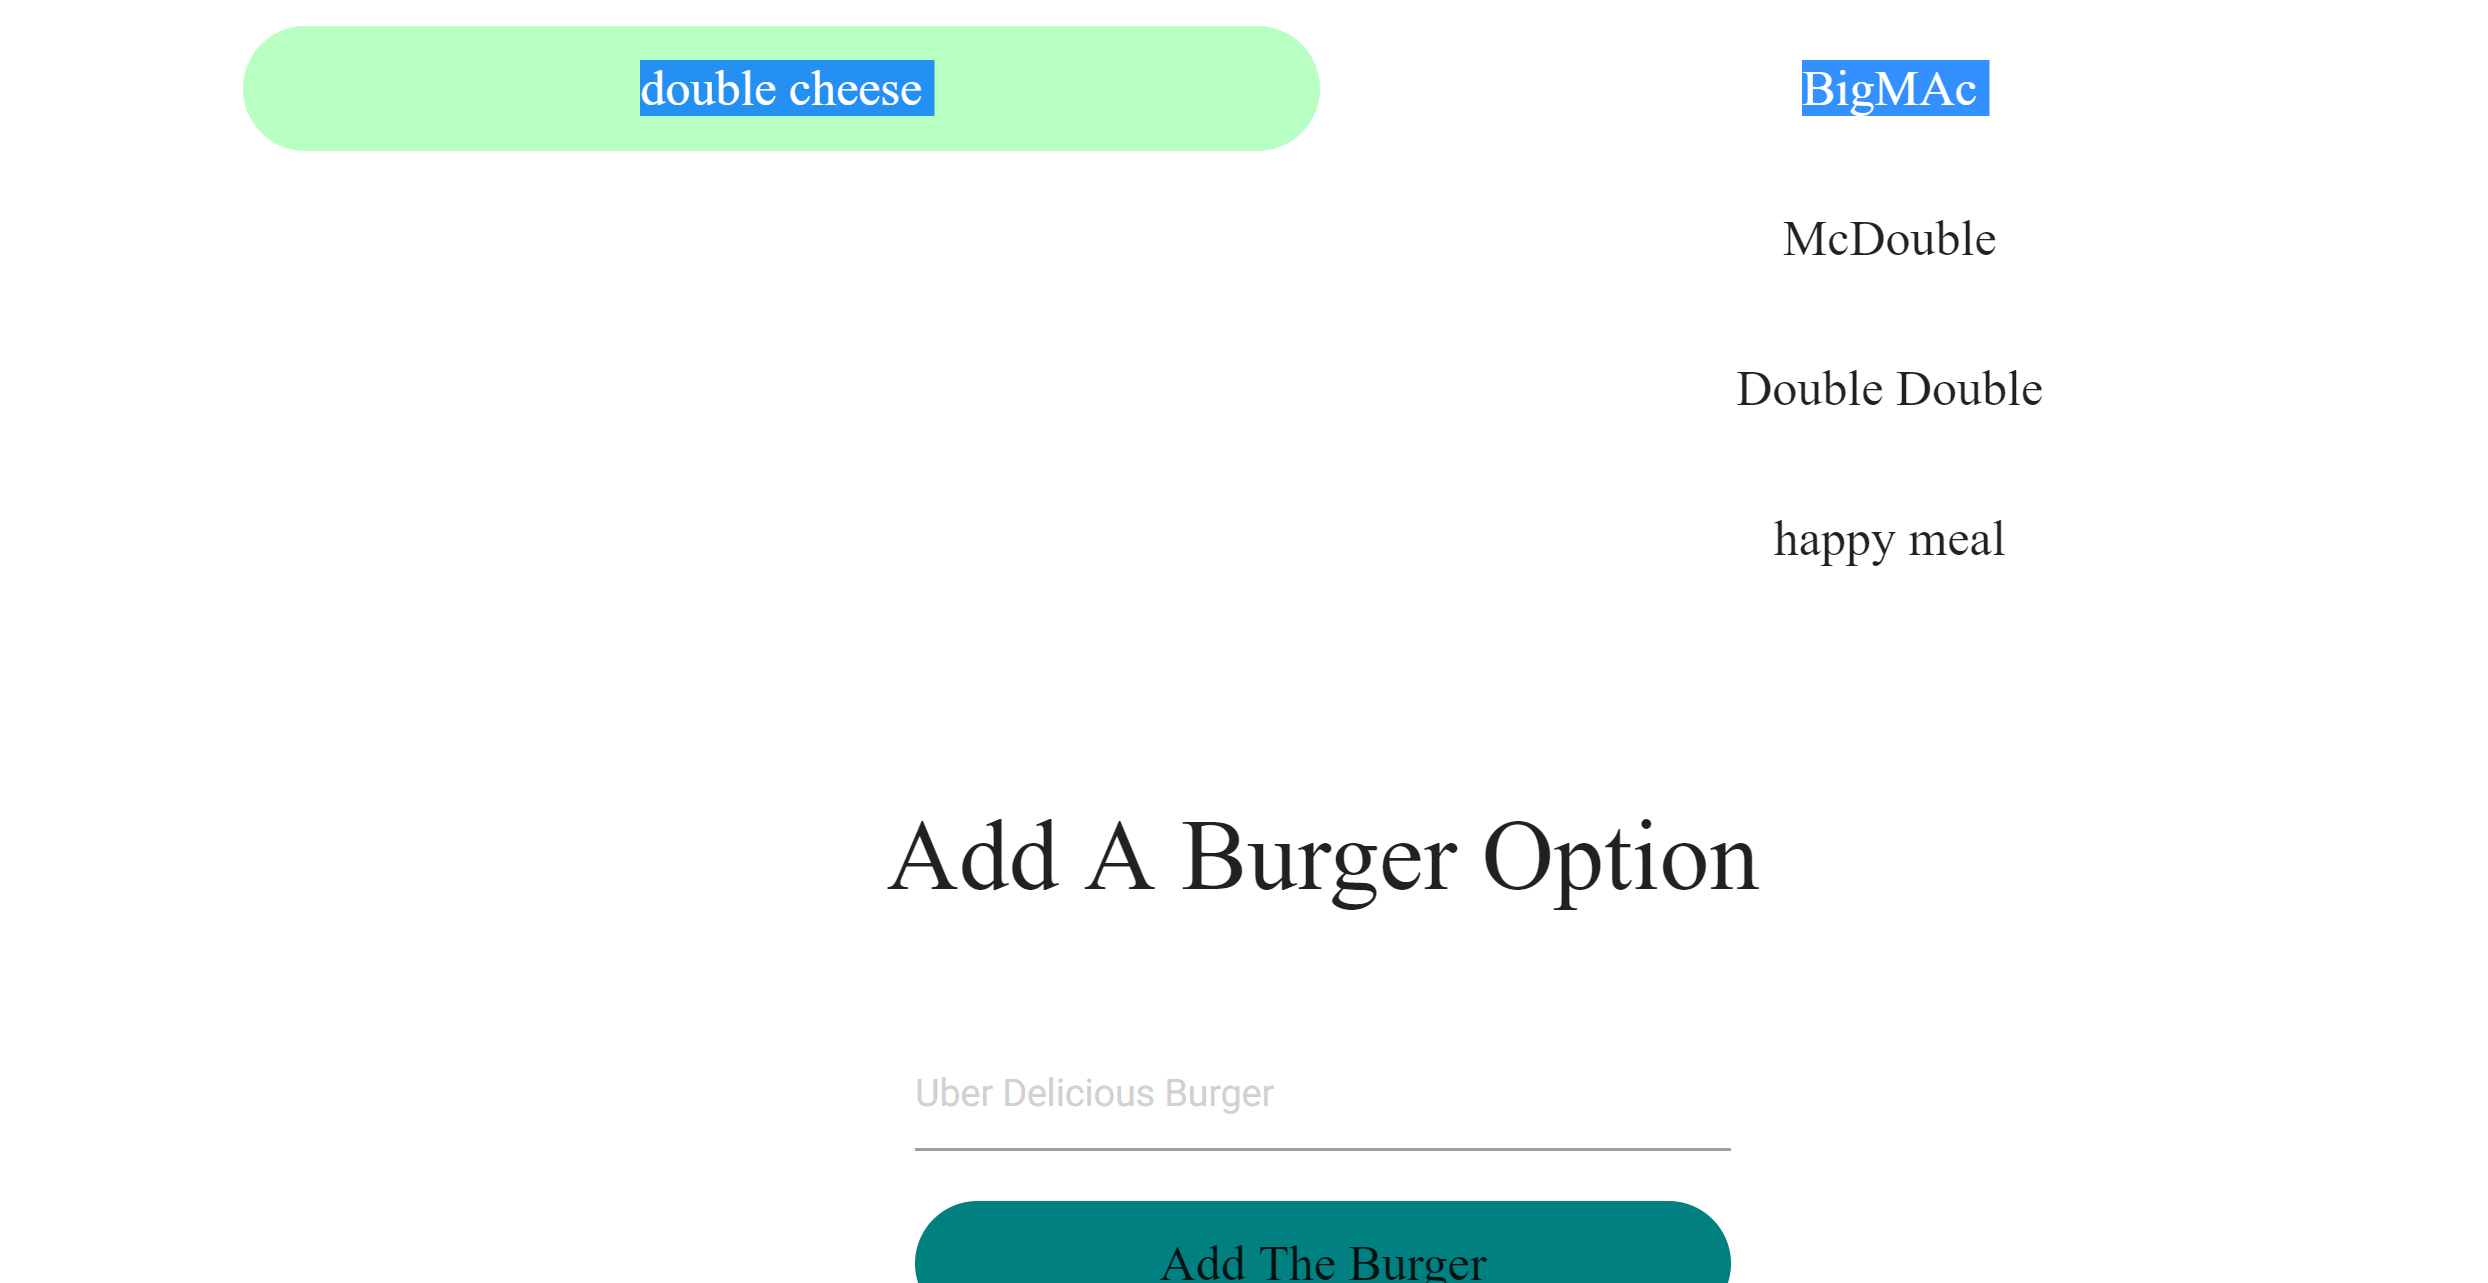 double cheese
BigMAc
McDouble
Double Double
happy meal
Add A Burger Option
Uber Delicious Burger
Add The Burger